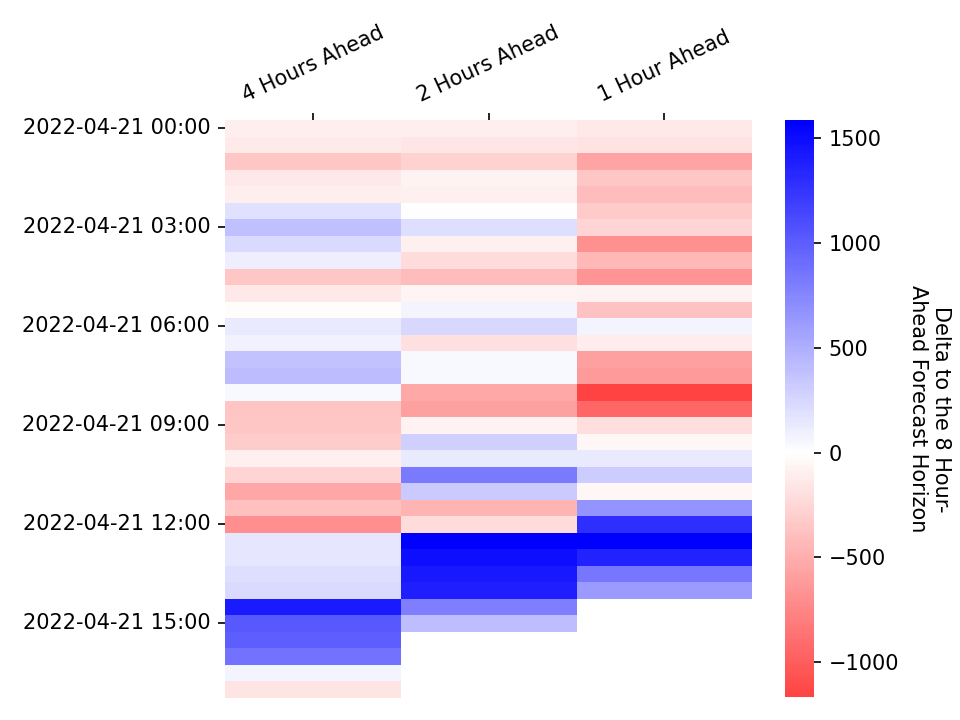 4 Hours Ahead
2 Hours Ahead
1 Hour Ahead
2022-04-21 00:00
2022-04-21 03:00
2022-04-21 06:00
2022-04-21 09:00
2022-04-21 12:00
2022-04-21 15:00
1500
1000
500
0
−500
−1000
Delta to the 8 Hour-
Ahead Forecast Horizon